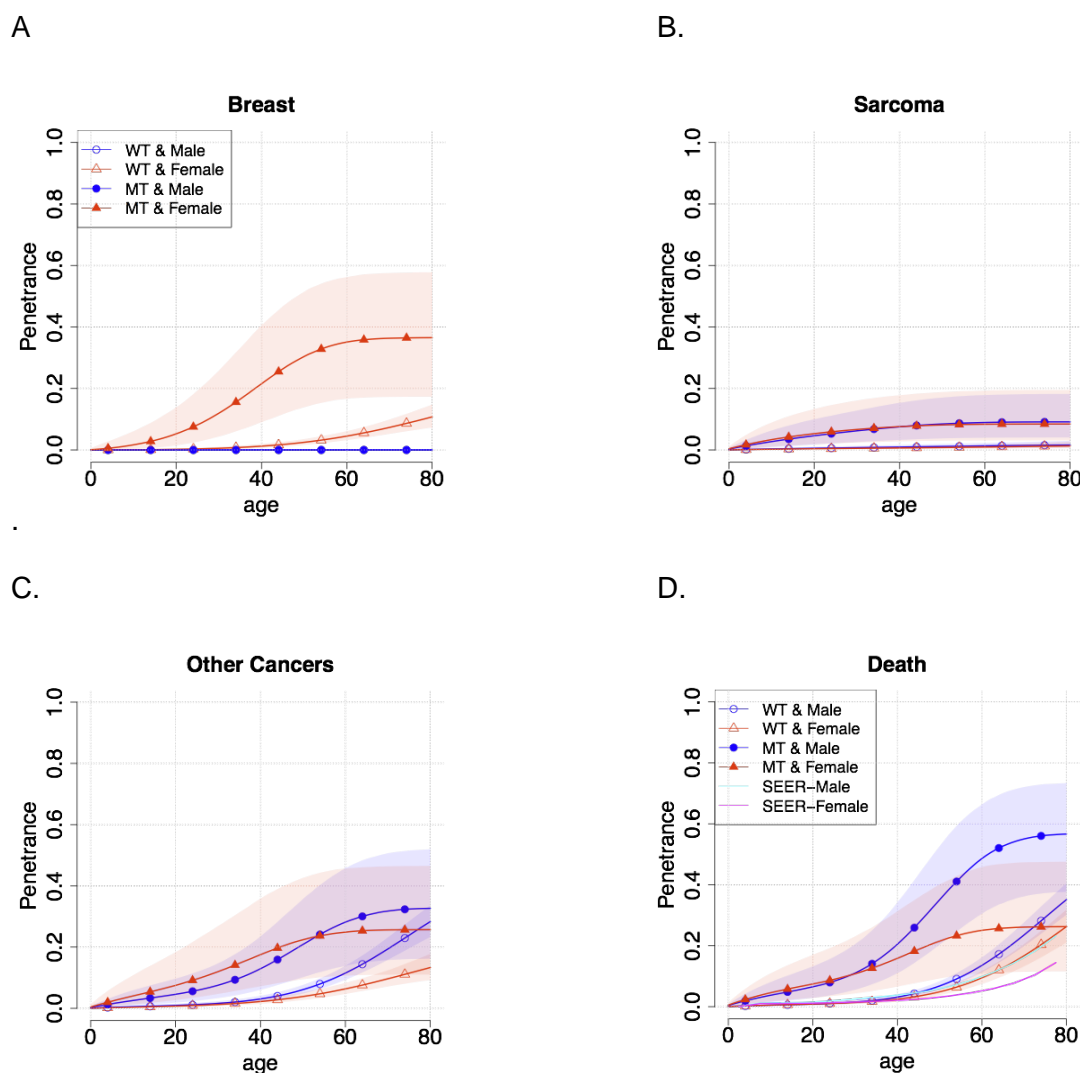 A
B.
Breast
Sarcoma
WT & Male
WT & Female
MT & Male
MT & Female
Penetrance
0.0 0.2 0.4 0.6 0.8 1.0
0 20 40 60 80
age
Penetrance
0.0 0.2 0.4 0.6 0.8 1.0
0 20 40 60 80
age
.
C.
D.
Other Cancers
Death
Penetrance
0.0 0.2 0.4 0.6 0.8 1.0
0 20 40 60 80
age
WT & Male
WT & Female
MT & Male
MT & Female
SEER−Male
SEER−Female
Penetrance
0.0 0.2 0.4 0.6 0.8 1.0
0 20 40 60 80
age